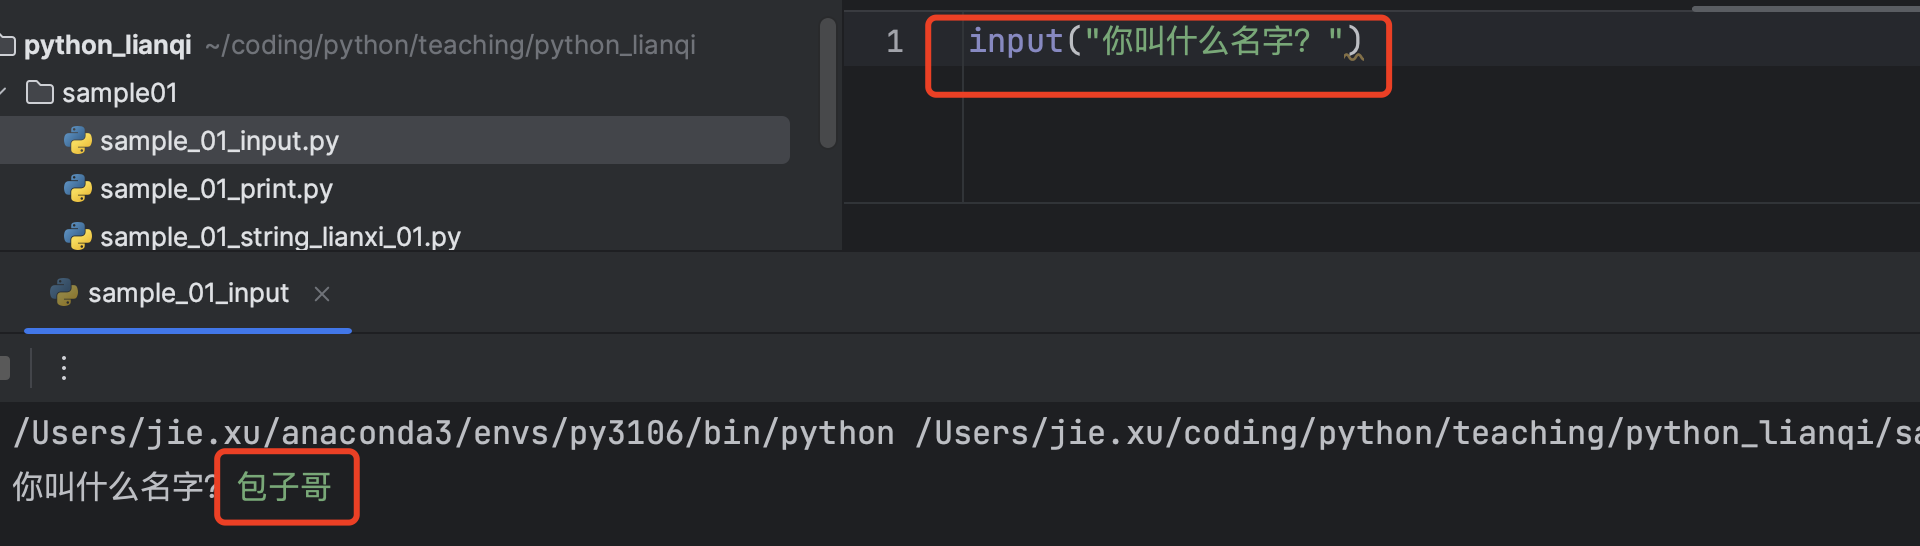 python_lianqi ~/coding/python/teaching/python_lianqi
sample01
sample_01_input.py
sample_01_print.py
sample_01_string_lianxi_01.py
1 input("你叫什么名字？")
sample_01_input
/Users/jie.xu/anaconda3/envs/py3106/bin/python /Users/jie.xu/coding/python/teaching/python_lianqi/sa
你叫什么名字？包子哥